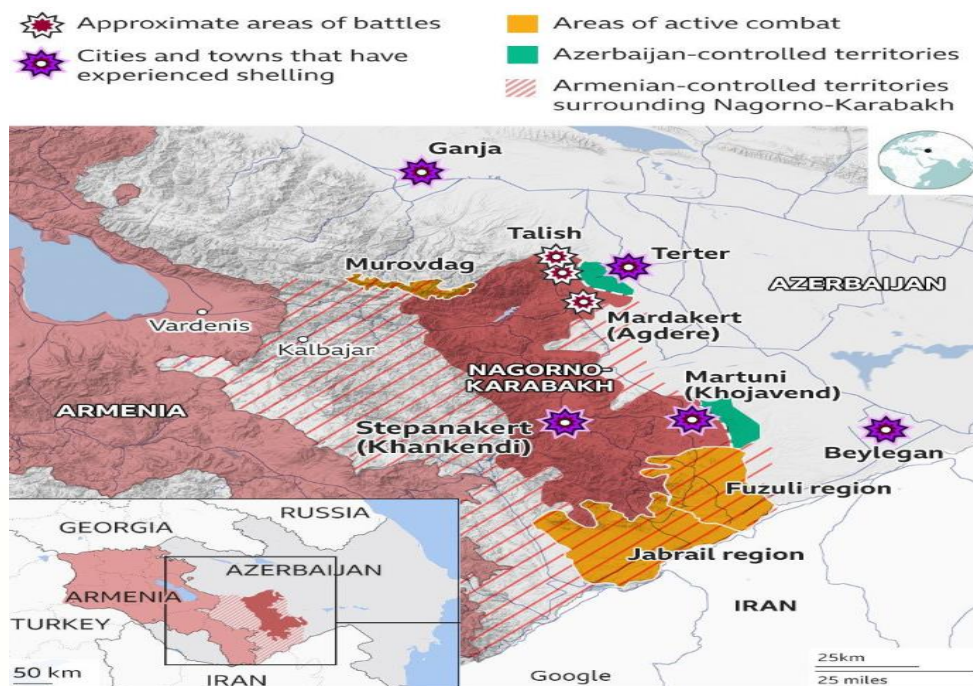 Approximate areas of battles
Cities and towns that have
experienced shelling
Areas of active combat
Azerbaijan-controlled territories
Armenian-controlled territories
surrounding Nagorno-Karabakh
Ganja
Talish
Terter
Murovdag
AZERBAIJAN
Vardenis
Mardakert
(Agdere)
Kalbajar
NAGORNO-
KARABAKH
Martuni
(Khojavend)
ARMENIA
Stepanakert
(Khankendi)
Beylegan
Fuzuli region
Jabrail region
IRAN
Google
25km
25 miles
RUSSIA
GEORGIA
AZERBAIJAN
ARMENIA
TURKEY
IRAN
50 km